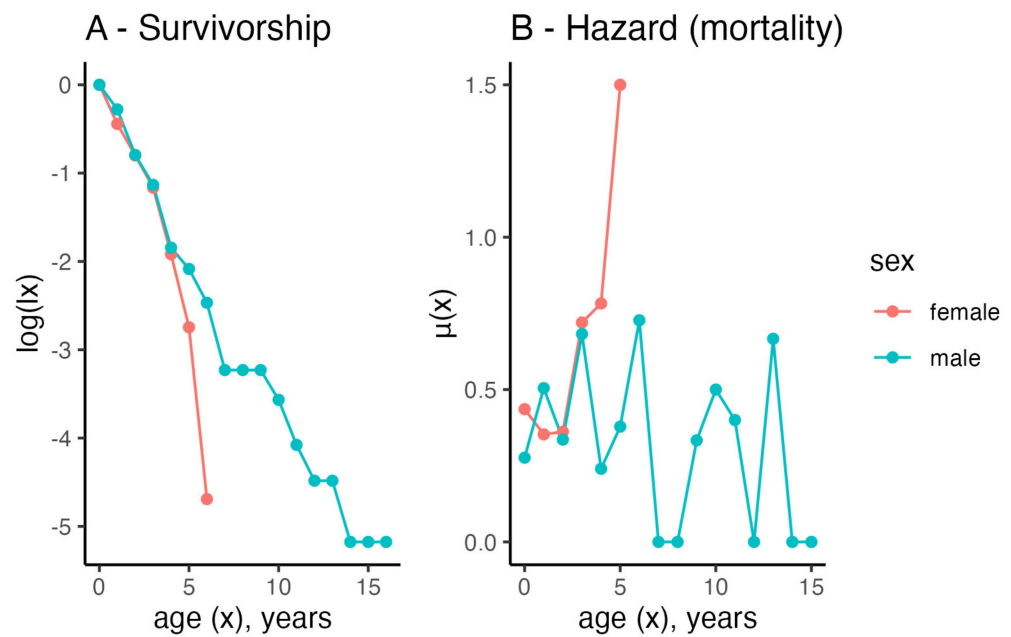 A - Survivorship
0
-1
-2
-3
-4
-5
log(lx)
0 5 10 15
age (x), years
B - Hazard (mortality)
1.5
1.0
0.5
0.0
μ(x)
0 5 10 15
age (x), years
sex
female
male